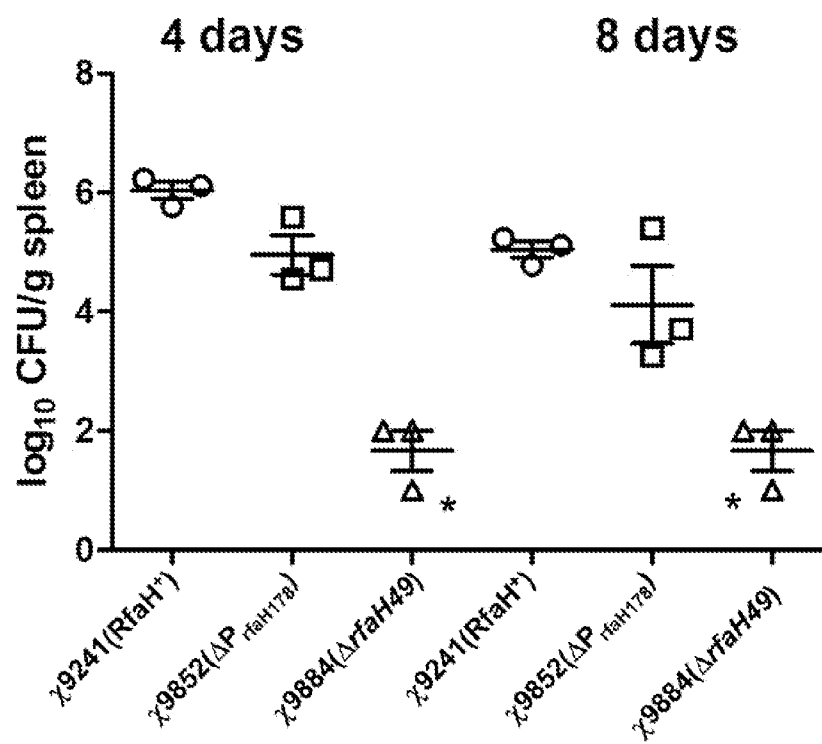 4 days 8 days
log₁₀ CFU/g spleen
8
6
4
2
0
*
*
χ9241(RfaH⁺)
χ9852(ΔP rfaH178)
χ9884(ΔrfaH49)
χ9241(RfaH⁺)
χ9852(ΔP rfaH178)
χ9884(ΔrfaH49)